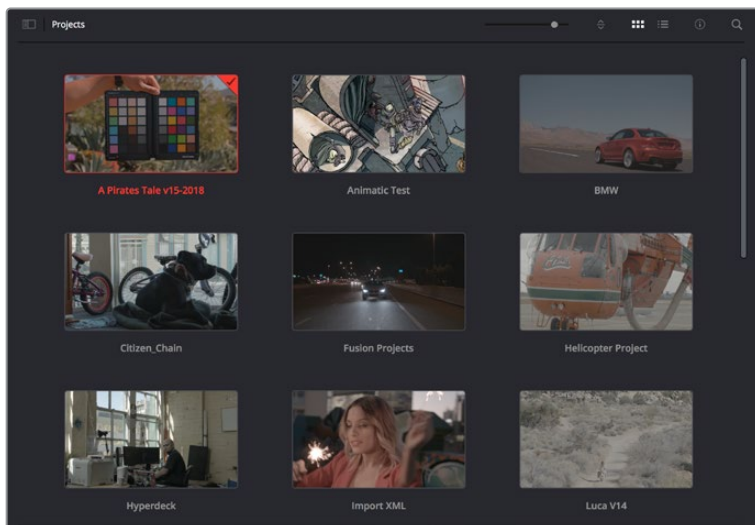 Projects
A Pirates Tale v15-2018
Animatic Test
BMW
Citizen_Chain
Fusion Projects
Helicopter Project
Hyperdeck
Import XML
Luca V14